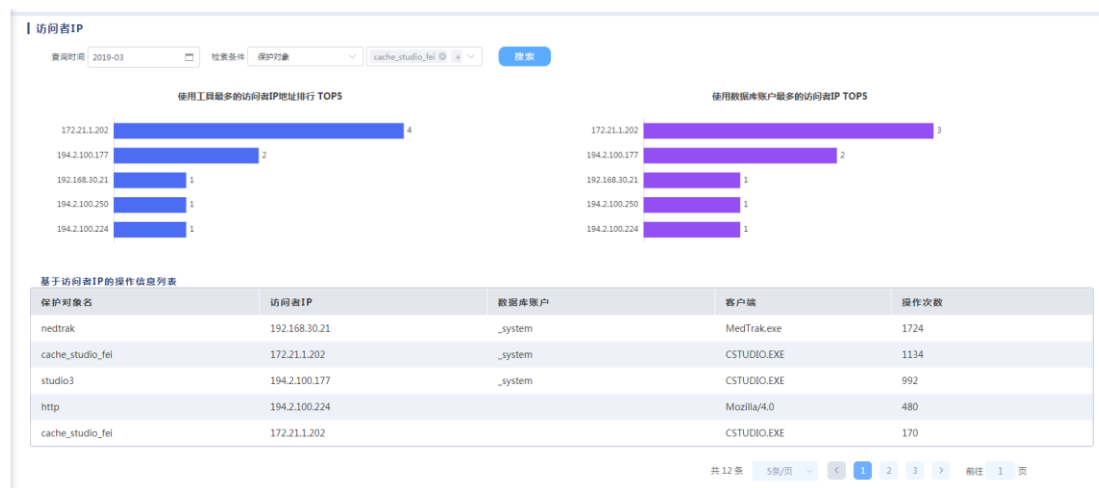 访问者IP
查询时间 2019-03 检索条件 保护对象 cache_studio_fei + 搜索
使用工具最多的访问者IP地址排行 TOP5
172.21.1.202 4
194.2.100.177 2
192.168.30.21 1
194.2.100.250 1
194.2.100.224 1
使用数据库账户最多的访问者IP TOP5
172.21.1.202 3
194.2.100.177 2
192.168.30.21 1
194.2.100.250 1
194.2.100.224 1
基于访问者IP的操作信息列表
保护对象名 访问者IP 数据库账户 客户端 操作次数
nedtrak 192.168.30.21 _system MedTrak.exe 1724
cache_studio_fei 172.21.1.202 _system CSTUDIO.EXE 1134
studio3 194.2.100.177 _system CSTUDIO.EXE 992
http 194.2.100.224 Mozilla/4.0 480
cache_studio_fei 172.21.1.202 CSTUDIO.EXE 170
共 12 条 5条/页 < 1 2 3 > 前往 1 页